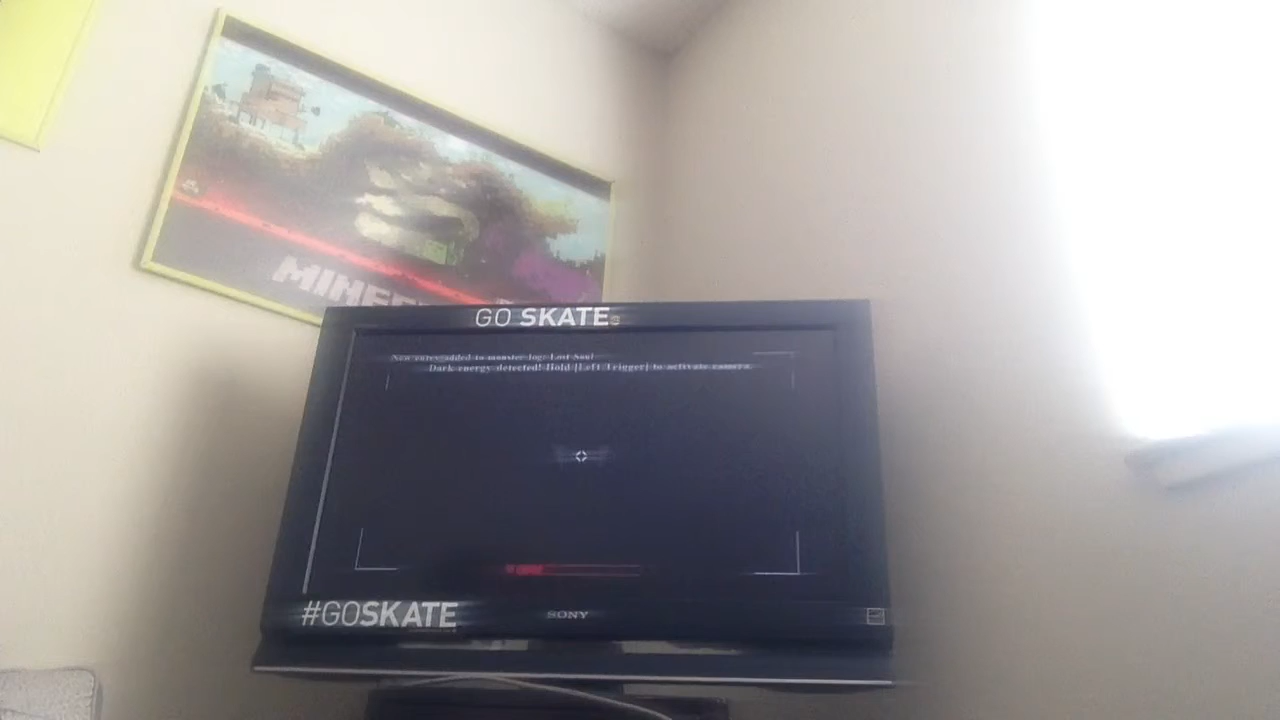 MINE
GO SKATE
New entry added to monster log: Lost Soul
Dark energy detected! Hold [Left Trigger] to activate camera.
#GOSKATE
SONY